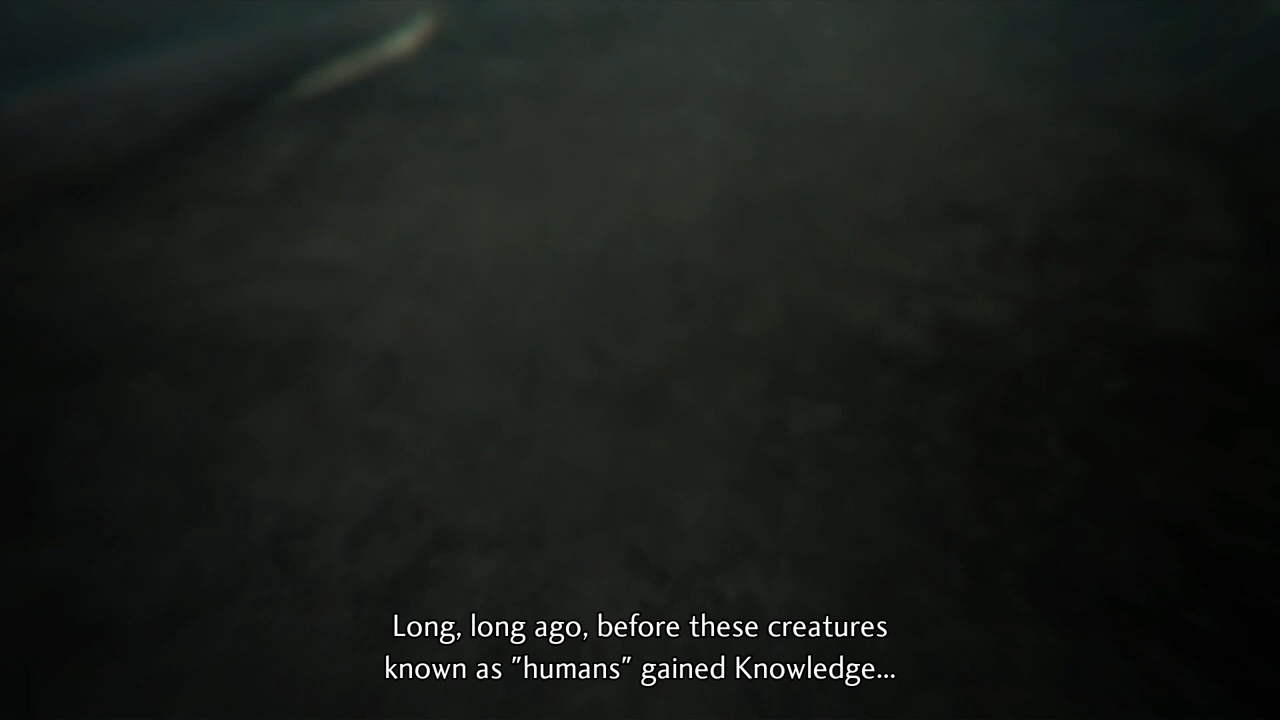 Long, long ago, before these creatures
known as "humans" gained Knowledge...